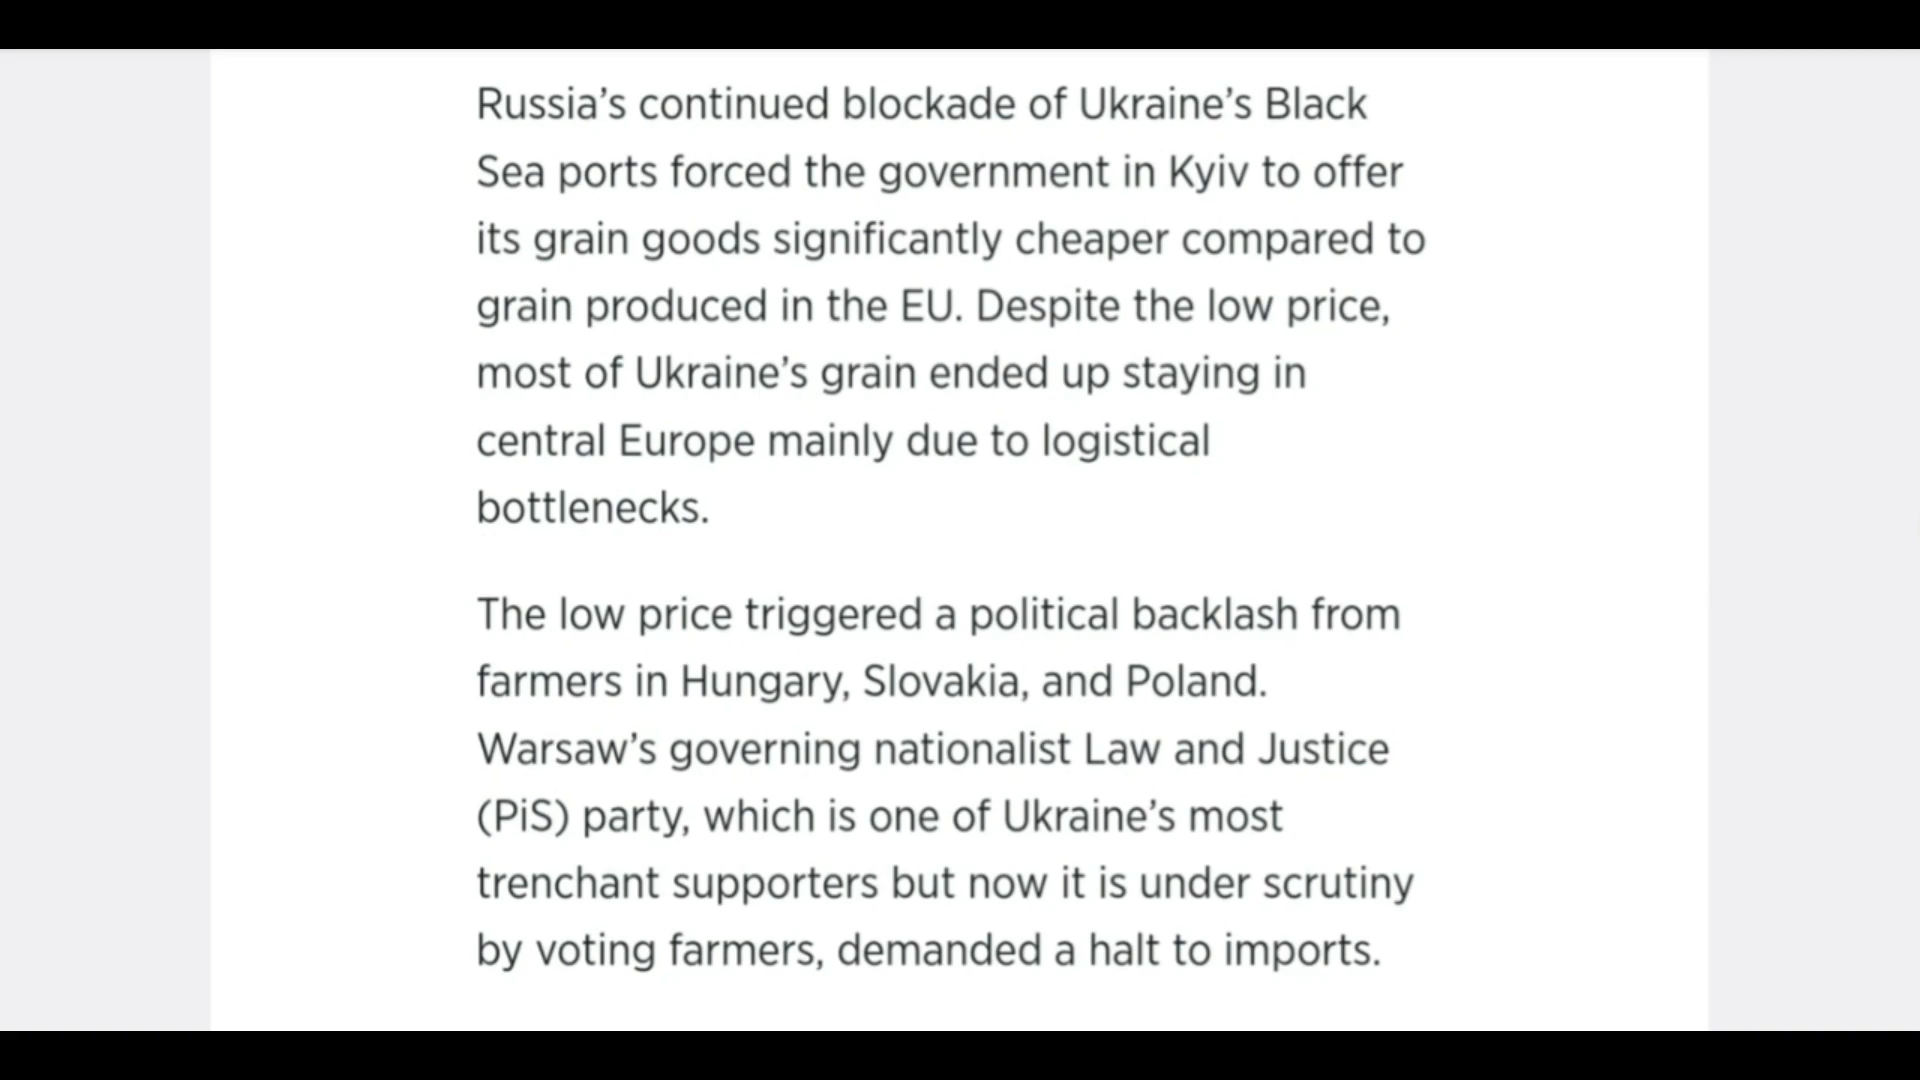 Russia’s continued blockade of Ukraine’s Black
Sea ports forced the government in Kyiv to offer
its grain goods significantly cheaper compared to
grain produced in the EU. Despite the low price,
most of Ukraine’s grain ended up staying in
central Europe mainly due to logistical
bottlenecks.
The low price triggered a political backlash from
farmers in Hungary, Slovakia, and Poland.
Warsaw’s governing nationalist Law and Justice
(PiS) party, which is one of Ukraine’s most
trenchant supporters but now it is under scrutiny
by voting farmers, demanded a halt to imports.